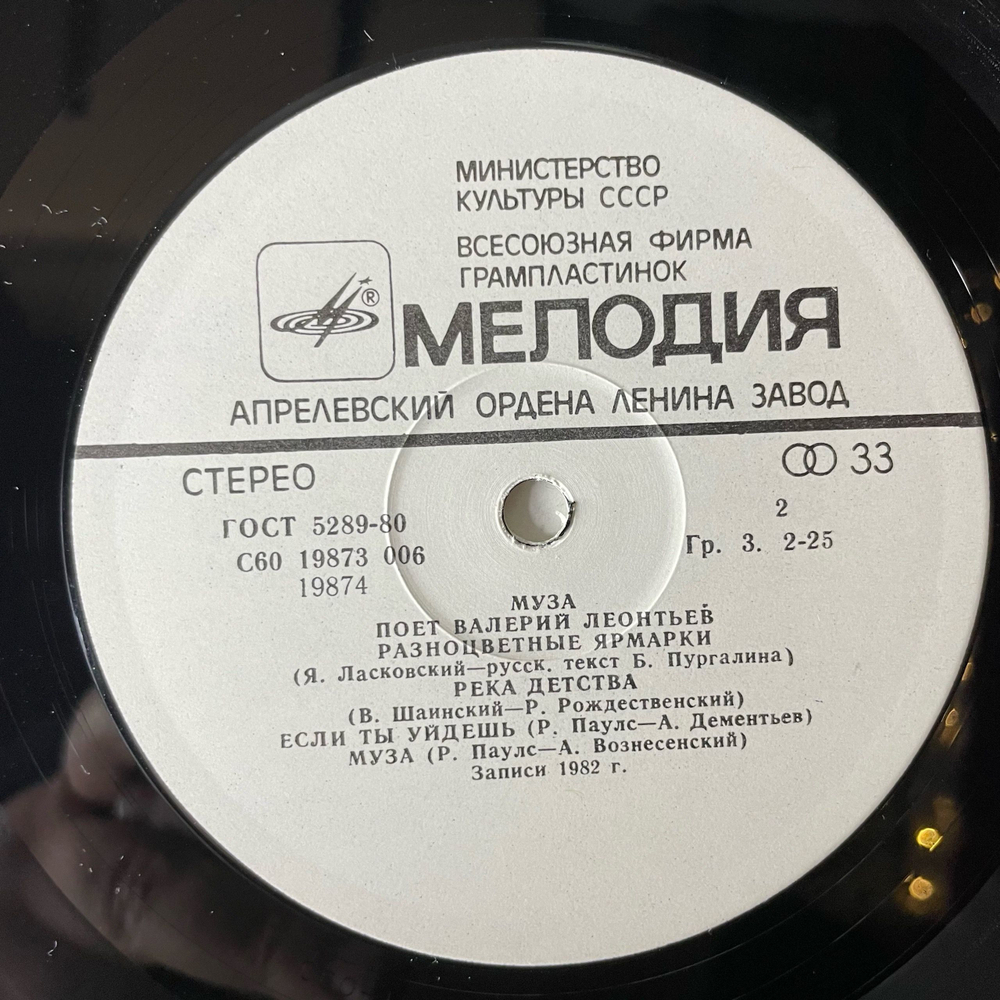 МИНИСТЕРСТВО
КУЛЬТУРЫ СССР
ВСЕСОЮЗНАЯ ФИРМА
ГРАМПЛАСТИНОК
®
МЕЛОДИЯ
АПРЕЛЕВСКИЙ ОРДЕНА ЛЕНИНА ЗАВОД
СТЕРЕО
33
ГОСТ 5289-80
2
С60 19873 006
Гр. 3. 2-25
19874
МУЗА
ПОЕТ ВАЛЕРИЙ ЛЕОНТЬЕВ
РАЗНОЦВЕТНЫЕ ЯРМАРКИ
(Я. Ласковский—русск. текст Б. Пургалина)
РЕКА ДЕТСТВА
(В. Шаинский—Р. Рождественский)
ЕСЛИ ТЫ УЙДЕШЬ (Р. Паулс—А. Дементьев)
МУЗА (Р. Паулс—А. Вознесенский)
Записи 1982 г.